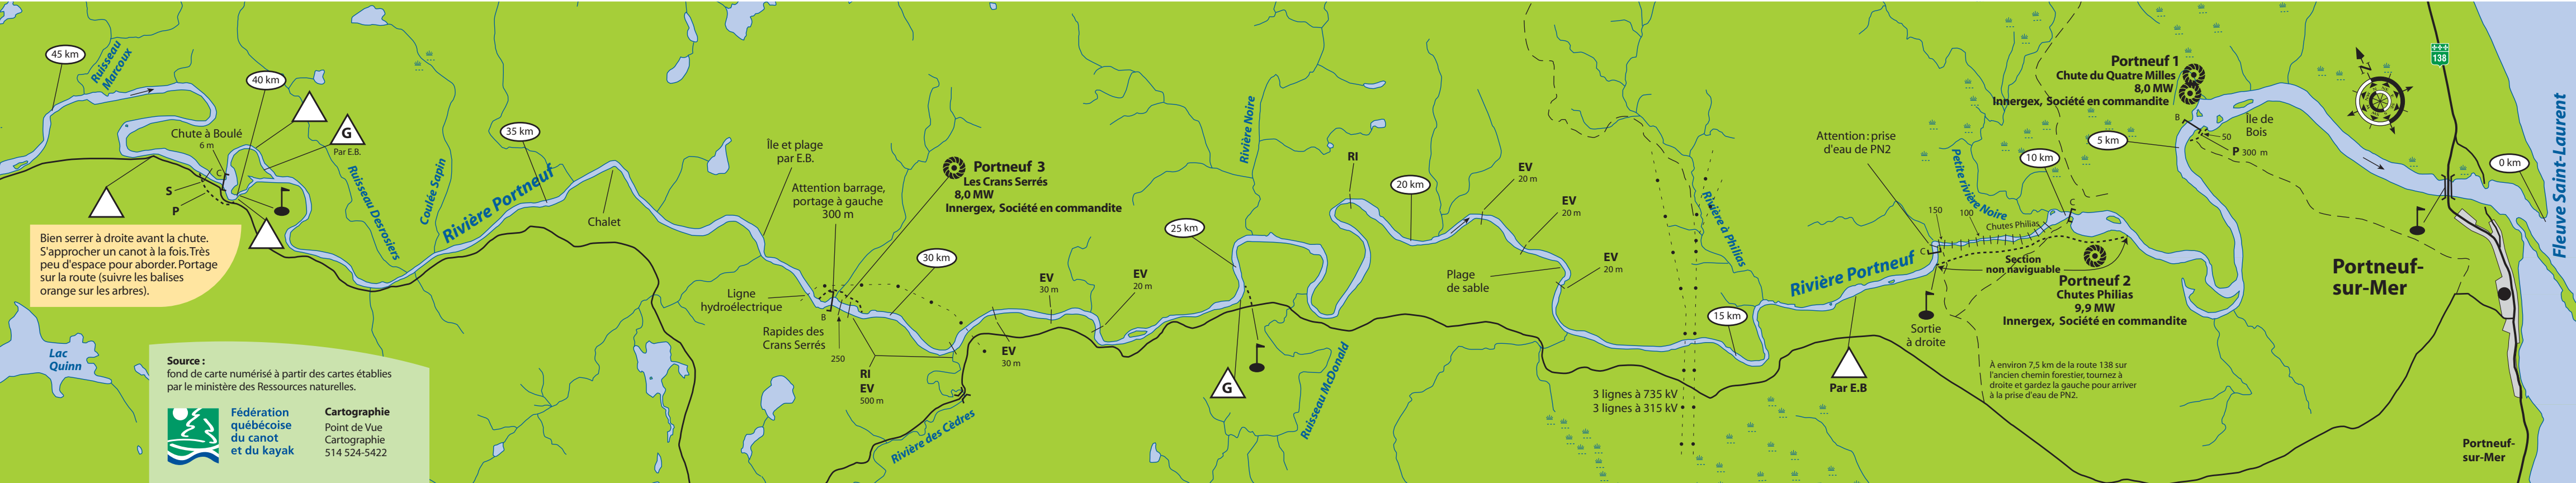 45 km
Ruisseau
Marcoux
40 km
Chute à Boulé
6 m
C
S
P
G
Par E.B.
Ruisseau Desrosiers
Coulée Sapin
Bien serrer à droite avant la chute.
S'approcher un canot à la fois. Très
peu d'espace pour aborder. Portage
sur la route (suivre les balises
orange sur les arbres).
Lac
Quinn
Source :
fond de carte numérisé à partir des cartes établies
par le ministère des Ressources naturelles.
Fédération
québécoise
du canot
et du kayak
Cartographie
Point de Vue
Cartographie
514 524-5422
35 km
Rivière Portneuf
Chalet
Île et plage
par E.B.
Attention barrage,
portage à gauche
300 m
Portneuf 3
Les Crans Serrés
8,0 MW
Innergex, Société en commandite
Ligne
hydroélectrique
B
Rapides des
Crans Serrés
250
RI
EV
500 m
30 km
Rivière des Cèdres
EV
30 m
EV
30 m
EV
20 m
25 km
Rivière Noire
G
Ruisseau McDonald
RI
20 km
EV
20 m
EV
20 m
EV
20 m
Plage
de sable
3 lignes à 735 kV
3 lignes à 315 kV
Rivière à Philias
15 km
Rivière Portneuf
Par E.B
Attention : prise
d'eau de PN2
Petite rivière Noire
150
100
Chutes Philias
C
C
10 km
Section
non naviguable
Sortie
à droite
Portneuf 2
Chutes Philias
9,9 MW
Innergex, Société en commandite
À environ 7,5 km de la route 138 sur
l'ancien chemin forestier, tournez à
droite et gardez la gauche pour arriver
à la prise d'eau de PN2.
Portneuf 1
Chute du Quatre Milles
8,0 MW
Innergex, Société en commandite
B
5 km
50
P 300 m
Île de
Bois
N
138
0 km
Fleuve Saint-Laurent
Portneuf-
sur-Mer
Portneuf-
sur-Mer